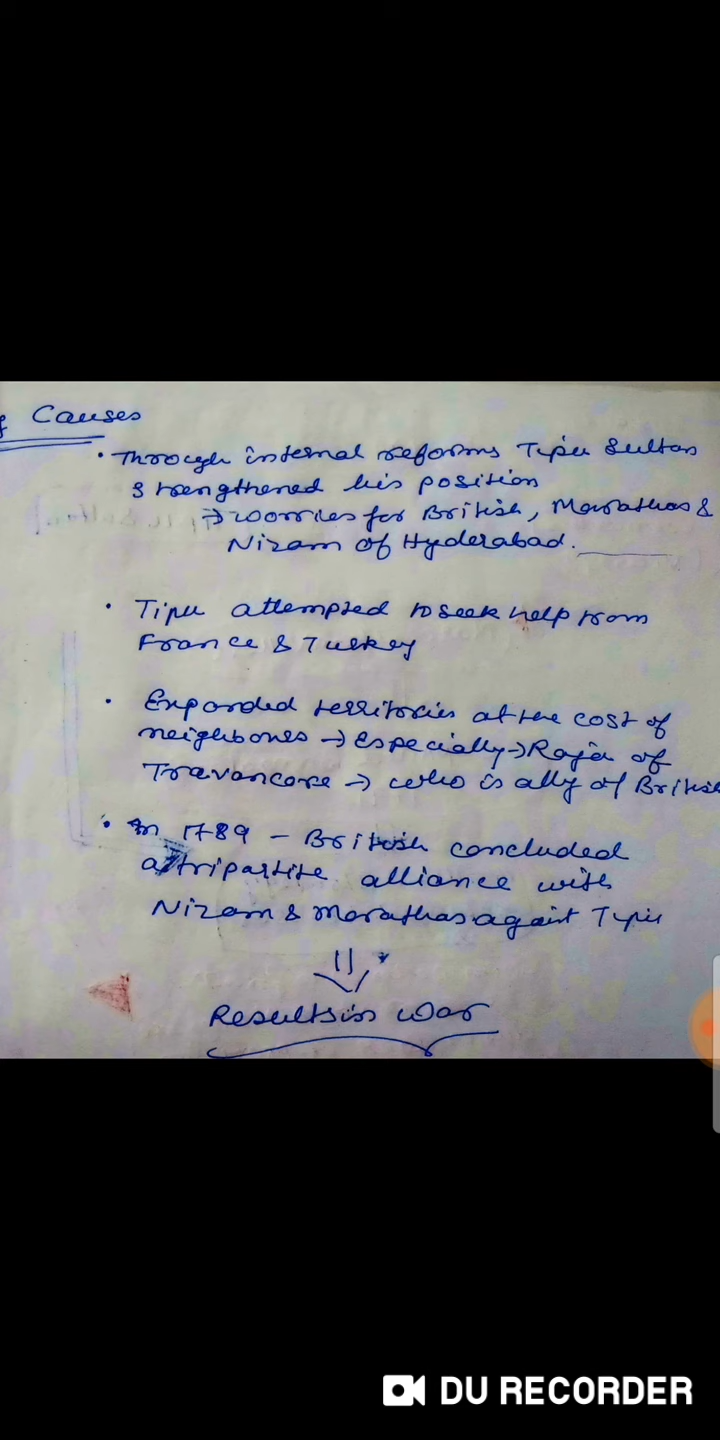 Causes
• Through internal reforms Tipu Sultan
strengthened his position
→ worries for British, Marathas &
Nizam of Hyderabad.
• Tipu attempted to seek help from
France & Turkey
• Expanded territories at the cost of
neighbores → especially → Raja of
Travancore → who is ally of British
• In 1789 - British concluded
a tripartite alliance with
Nizam & Marathas againt Tipu
⇓
Results in War
DU RECORDER